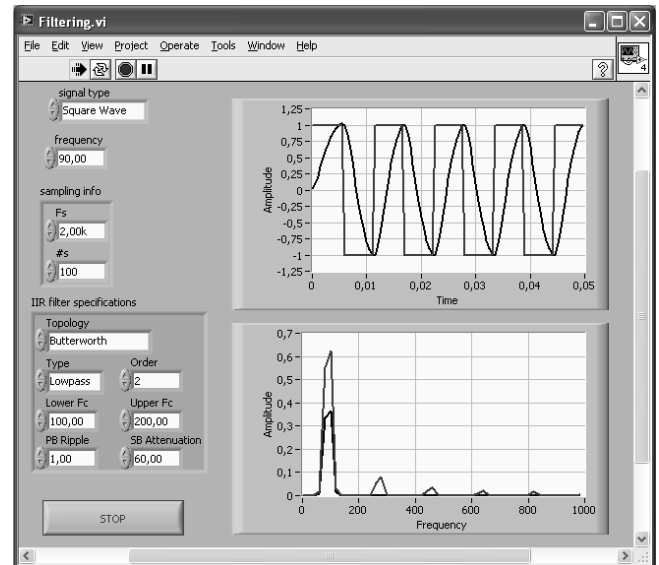 Filtering.vi
File Edit View Project Operate Tools Window Help
? 4
signal type
Square Wave
frequency
90,00
sampling info
Fs
2,00k
#s
100
IIR filter specifications
Topology
Butterworth
Type Order
Lowpass 2
Lower Fc Upper Fc
100,00 200,00
PB Ripple SB Attenuation
1,00 60,00
STOP
Amplitude
1,25
1
0,75
0,5
0,25
0
-0,25
-0,5
-0,75
-1
-1,25
0 0,01 0,02 0,03 0,04 0,05
Time
Amplitude
0,7
0,6
0,5
0,4
0,3
0,2
0,1
0
0 200 400 600 800 1000
Frequency